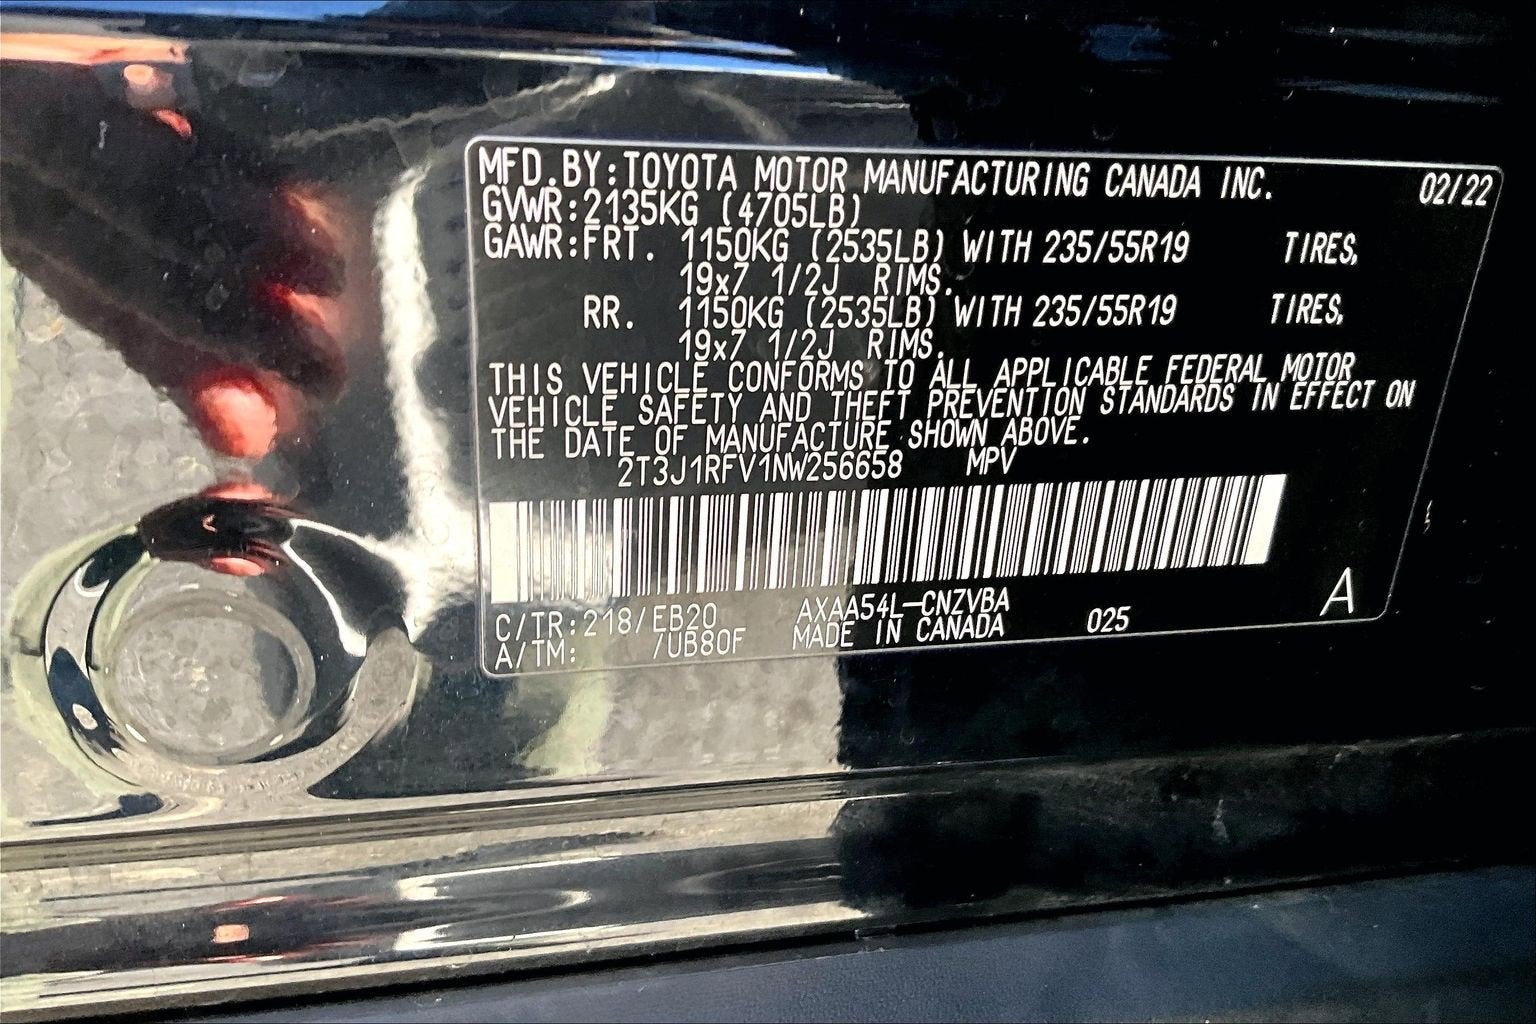 MFD.BY:TOYOTA MOTOR MANUFACTURING CANADA INC. 02/22
GVWR:2135KG (4705LB)
GAWR:FRT. 1150KG (2535LB) WITH 235/55R19 TIRES,
19x7 1/2J RIMS.
RR. 1150KG (2535LB) WITH 235/55R19 TIRES,
19x7 1/2J RIMS.
THIS VEHICLE CONFORMS TO ALL APPLICABLE FEDERAL MOTOR
VEHICLE SAFETY AND THEFT PREVENTION STANDARDS IN EFFECT ON
THE DATE OF MANUFACTURE SHOWN ABOVE.
2T3J1RFV1NW256658 MPV
C/TR:218/EB20 AXAA54L-CNZVBA
A/TM: /UB80F MADE IN CANADA 025 A